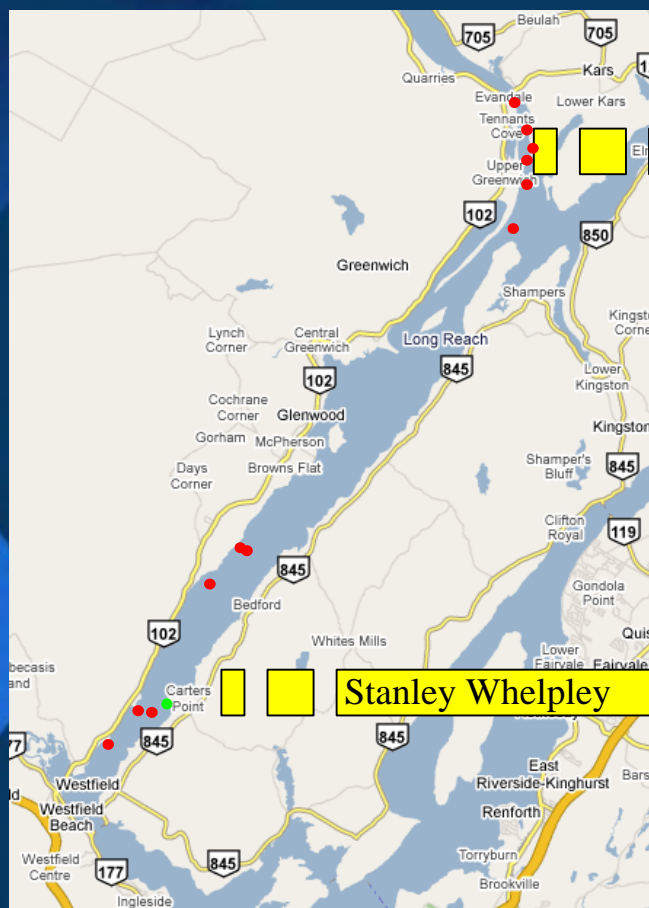 Beulah
705
705
Quarries
Kars
Evandale
Lower Kars
Tennants
Cove
Upper
Greenwich
102
850
Greenwich
Shampers
Lynch
Corner
Central
Greenwich
Long Reach
845
102
Lower
Kingston
Cochrane
Corner
Glenwood
Gorham
McPherson
Browns Flat
Days
Corner
Shamper's
Bluff
845
Clifton
Royal
119
845
Gondola
Point
Bedford
102
Whites Mills
Lower
Fairvale
Fairvale
Carters
Point
Stanley Whelpley
845
845
East
Riverside-Kinghurst
Westfield
Renforth
Westfield
Beach
Torryburn
Westfield
Centre
177
845
Brookville
Ingleside